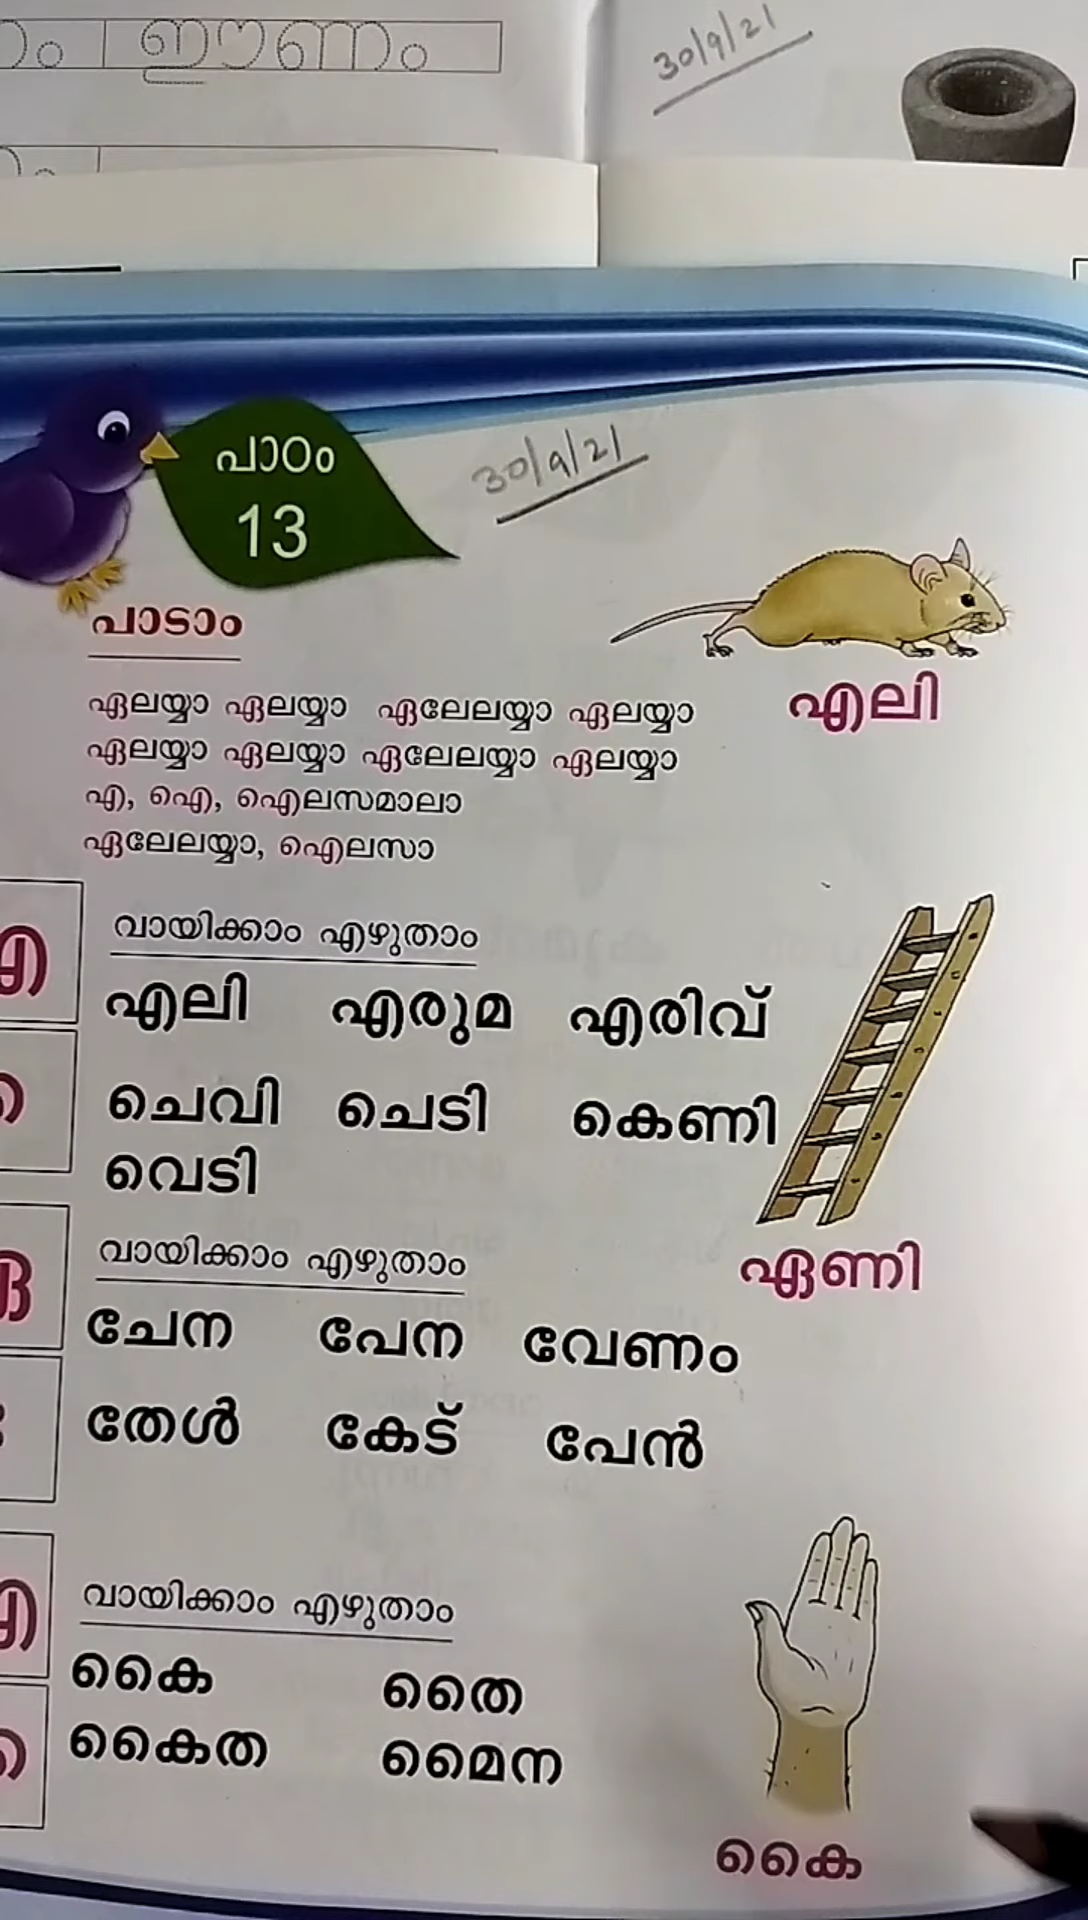 ഈണം
30/9/21
പാഠം
13
30/9/21
പാടാം
ഏലയ്യാ ഏലയ്യാ ഏലേലയ്യാ ഏലയ്യാ
ഏലയ്യാ ഏലയ്യാ ഏലേലയ്യാ ഏലയ്യാ
എ, ഐ, ഐലസമാലാ
ഏലേലയ്യാ, ഐലസാ
എലി
വായിക്കാം എഴുതാം
എലി എരുമ എരിവ്
ചെവി ചെടി കെണി
വെടി
ഏണി
വായിക്കാം എഴുതാം
ചേന പേന വേണം
തേൾ കേട് പേൻ
വായിക്കാം എഴുതാം
കൈ തൈ
കൈത മൈന
കൈ